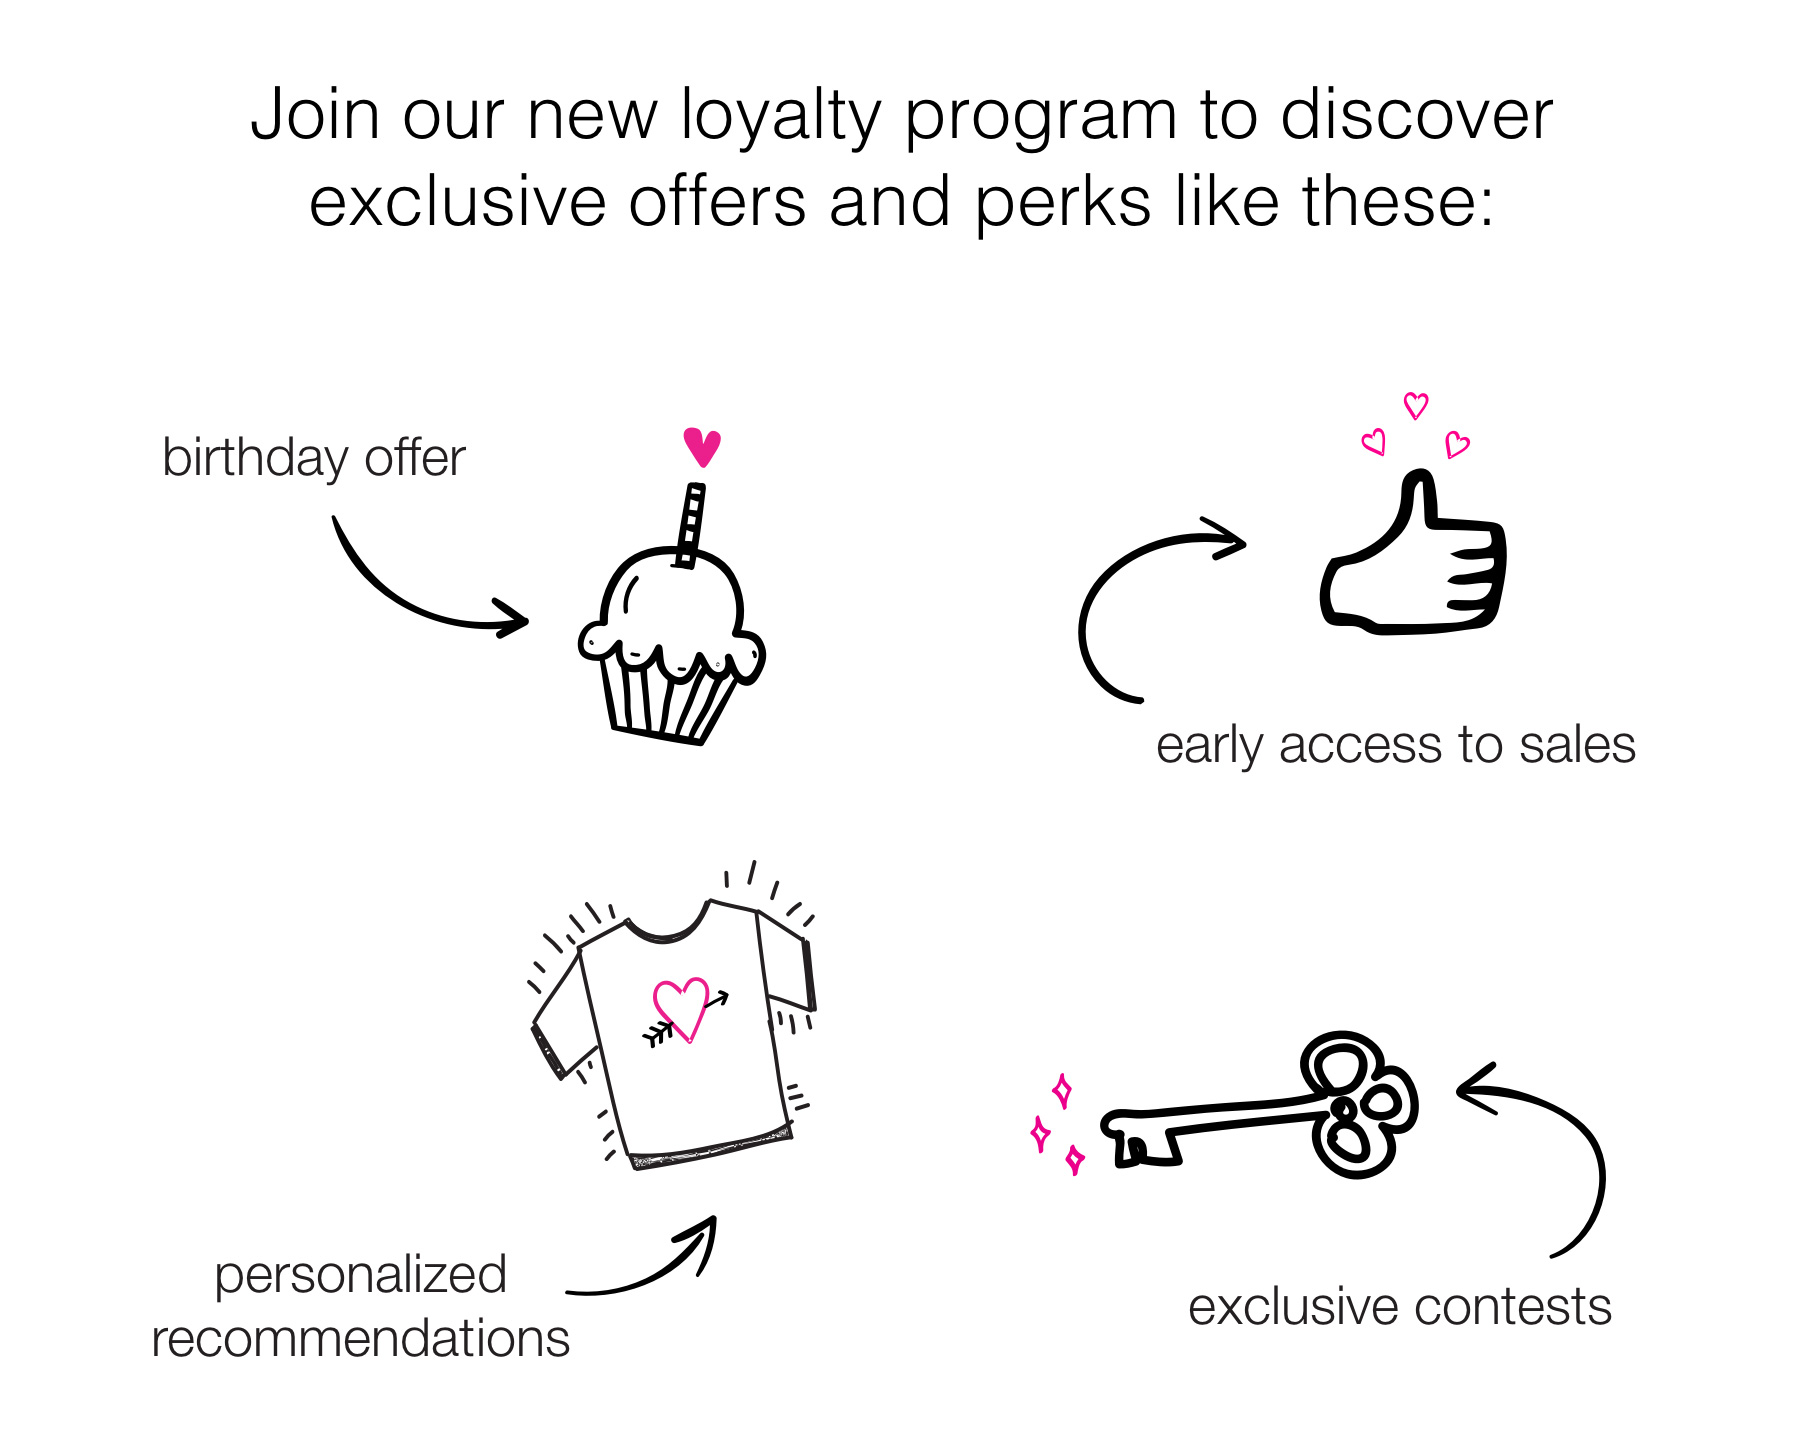 Join our new loyalty program to discover
exclusive offers and perks like these:
birthday offer
early access to sales
personalized
recommendations
exclusive contests